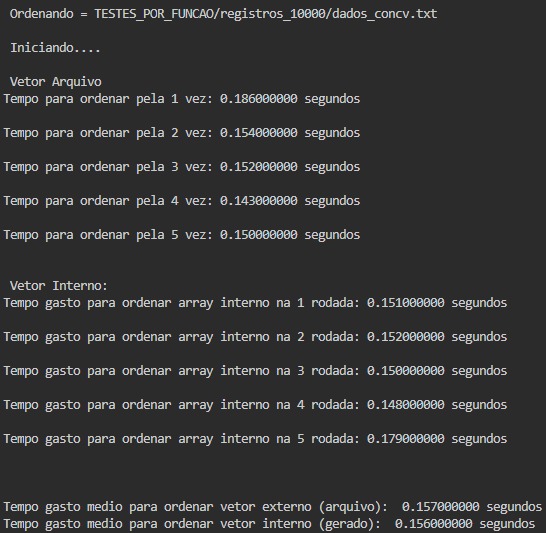 Ordenando = TESTES_POR_FUNCAO/registros_10000/dados_concv.txt
Iniciando....
Vetor Arquivo
Tempo para ordenar pela 1 vez: 0.186000000 segundos
Tempo para ordenar pela 2 vez: 0.154000000 segundos
Tempo para ordenar pela 3 vez: 0.152000000 segundos
Tempo para ordenar pela 4 vez: 0.143000000 segundos
Tempo para ordenar pela 5 vez: 0.150000000 segundos
Vetor Interno:
Tempo gasto para ordenar array interno na 1 rodada: 0.151000000 segundos
Tempo gasto para ordenar array interno na 2 rodada: 0.152000000 segundos
Tempo gasto para ordenar array interno na 3 rodada: 0.150000000 segundos
Tempo gasto para ordenar array interno na 4 rodada: 0.148000000 segundos
Tempo gasto para ordenar array interno na 5 rodada: 0.179000000 segundos
Tempo gasto medio para ordenar vetor externo (arquivo):  0.157000000 segundos
Tempo gasto medio para ordenar vetor interno (gerado):  0.156000000 segundos